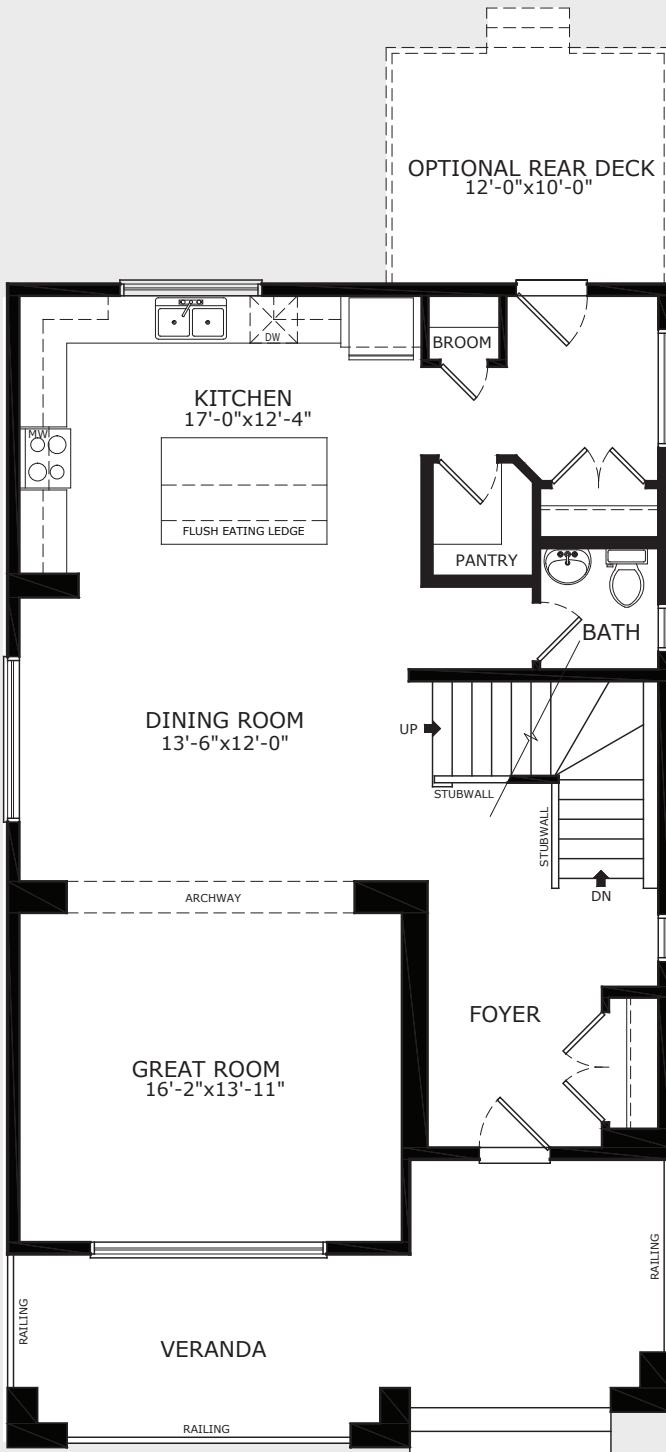 OPTIONAL REAR DECK
12'-0"x10'-0"
DW
BROOM
KITCHEN
17'-0"x12'-4"
MW
FLUSH EATING LEDGE
PANTRY
BATH
DINING ROOM
13'-6"x12'-0"
UP
STUBWALL
STUBWALL
DN
ARCHWAY
FOYER
GREAT ROOM
16'-2"x13'-11"
RAILING
RAILING
VERANDA
RAILING